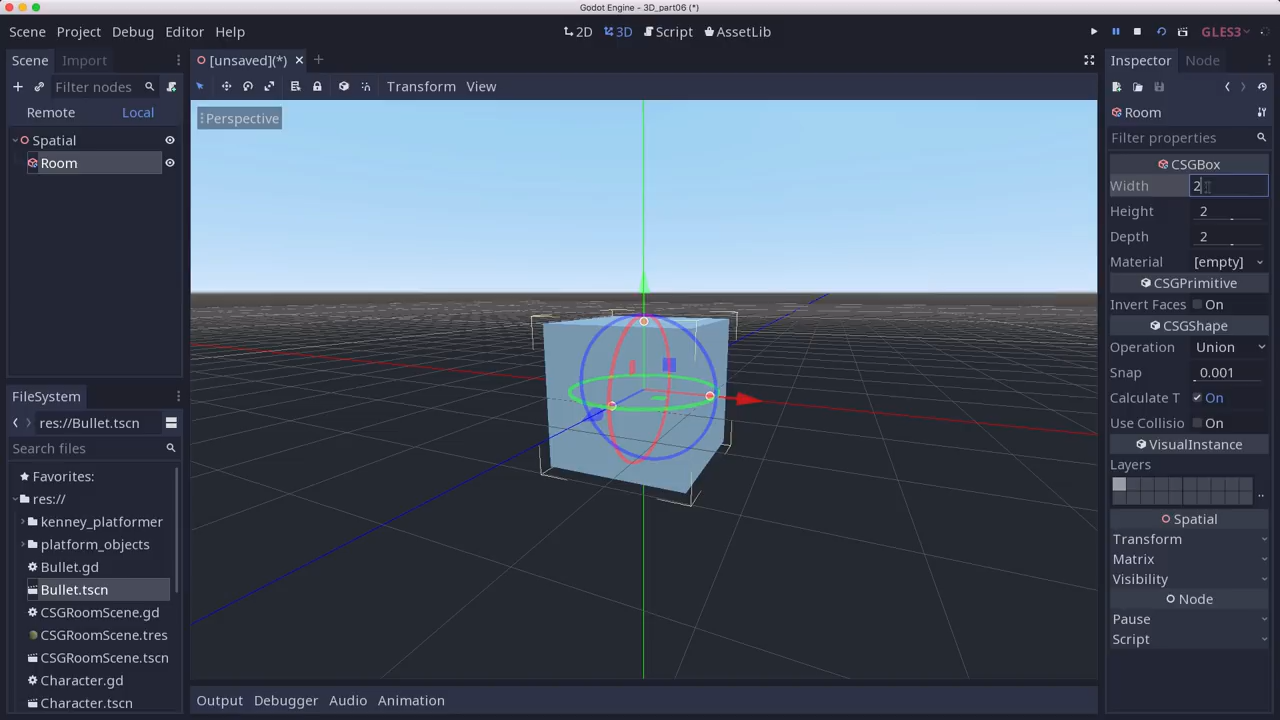 Godot Engine - 3D_part06 (*)
Scene Project Debug Editor Help
2D 3D Script AssetLib
GLES3
Scene Import
[unsaved](*)
Inspector Node
Filter nodes
Transform View
Remote Local
Room
Perspective
Filter properties
Spatial
Room
CSGBox
Width 2
Height 2
Depth 2
Material [empty]
CSGPrimitive
Invert Faces On
CSGShape
Operation Union
Snap 0.001
Calculate T On
Use Collisio On
VisualInstance
Layers
..
Spatial
Transform
Matrix
Visibility
Node
Pause
Script
FileSystem
res://Bullet.tscn
Search files
Favorites:
res://
kenney_platformer
platform_objects
Bullet.gd
Bullet.tscn
CSGRoomScene.gd
CSGRoomScene.tres
CSGRoomScene.tscn
Character.gd
Character.tscn
Output Debugger Audio Animation